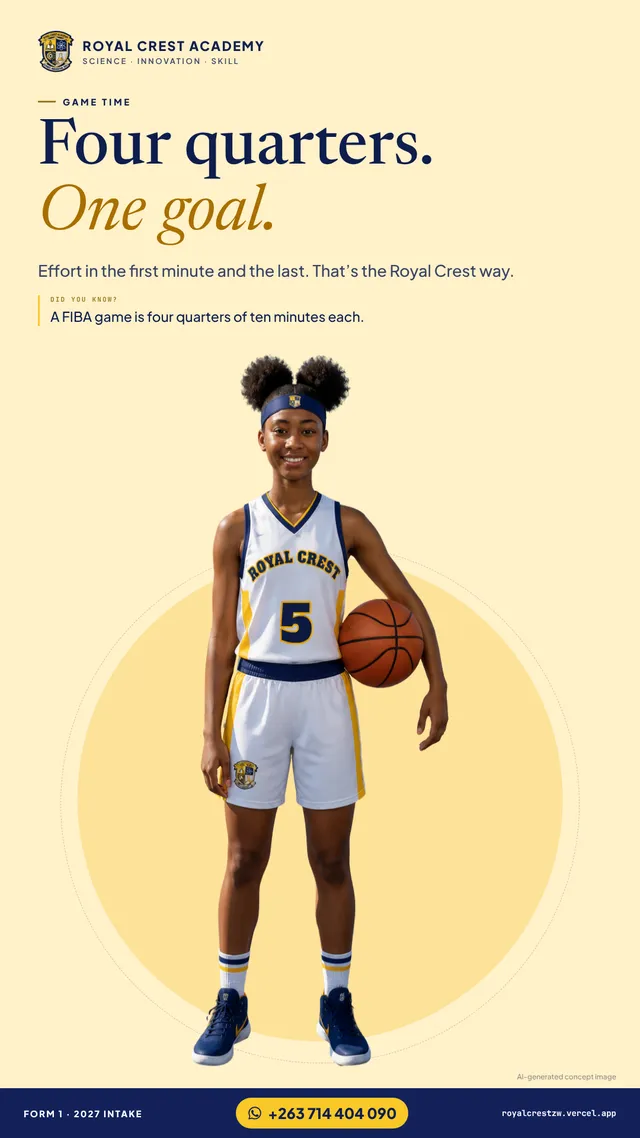 ROYAL CREST ACADEMY
SCIENCE · INNOVATION · SKILL
GAME TIME
Four quarters.
One goal.
Effort in the first minute and the last. That’s the Royal Crest way.
DID YOU KNOW?
A FIBA game is four quarters of ten minutes each.
ROYAL CREST
5
AI-generated concept image
FORM 1 · 2027 INTAKE
+263 714 404 090
royalcrestzw.vercel.app